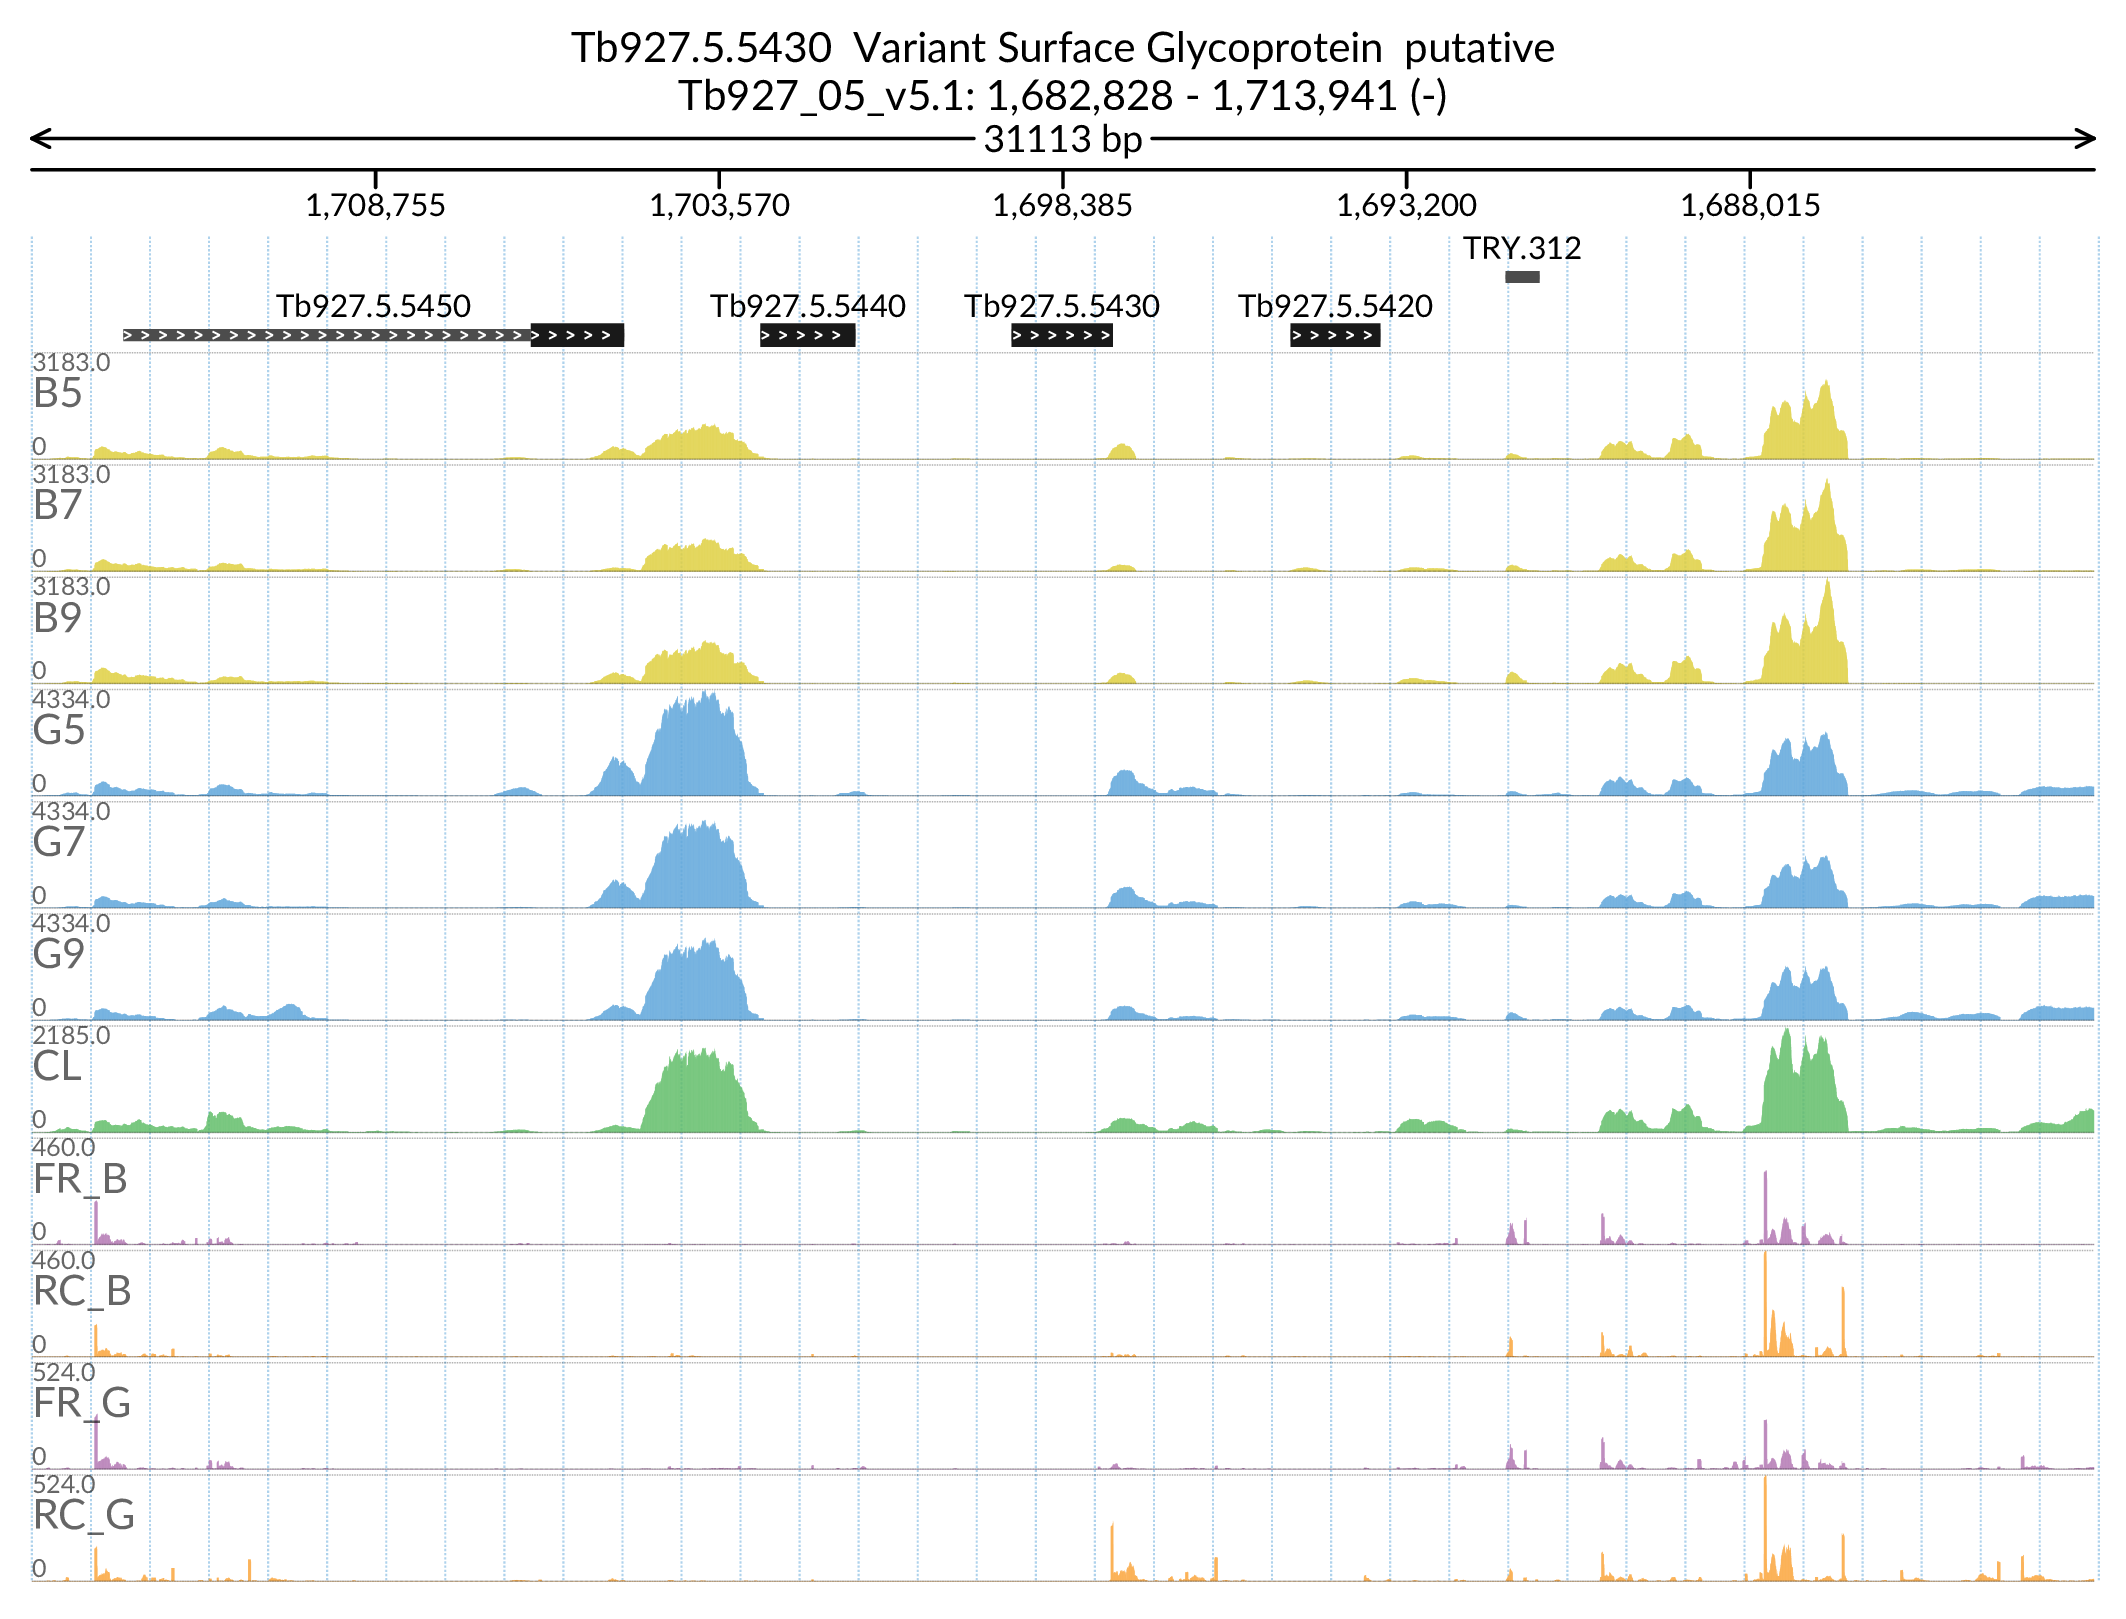 Tb927.5.5430  Variant Surface Glycoprotein  putative
Tb927_05_v5.1: 1,682,828 - 1,713,941 (-)
31113 bp
1,708,755 1,703,570 1,698,385 1,693,200 1,688,015
TRY.312
Tb927.5.5450 Tb927.5.5440 Tb927.5.5430 Tb927.5.5420
3183.0
B5
0
3183.0
B7
0
3183.0
B9
0
4334.0
G5
0
4334.0
G7
0
4334.0
G9
0
2185.0
CL
0
460.0
FR_B
0
460.0
RC_B
0
524.0
FR_G
0
524.0
RC_G
0